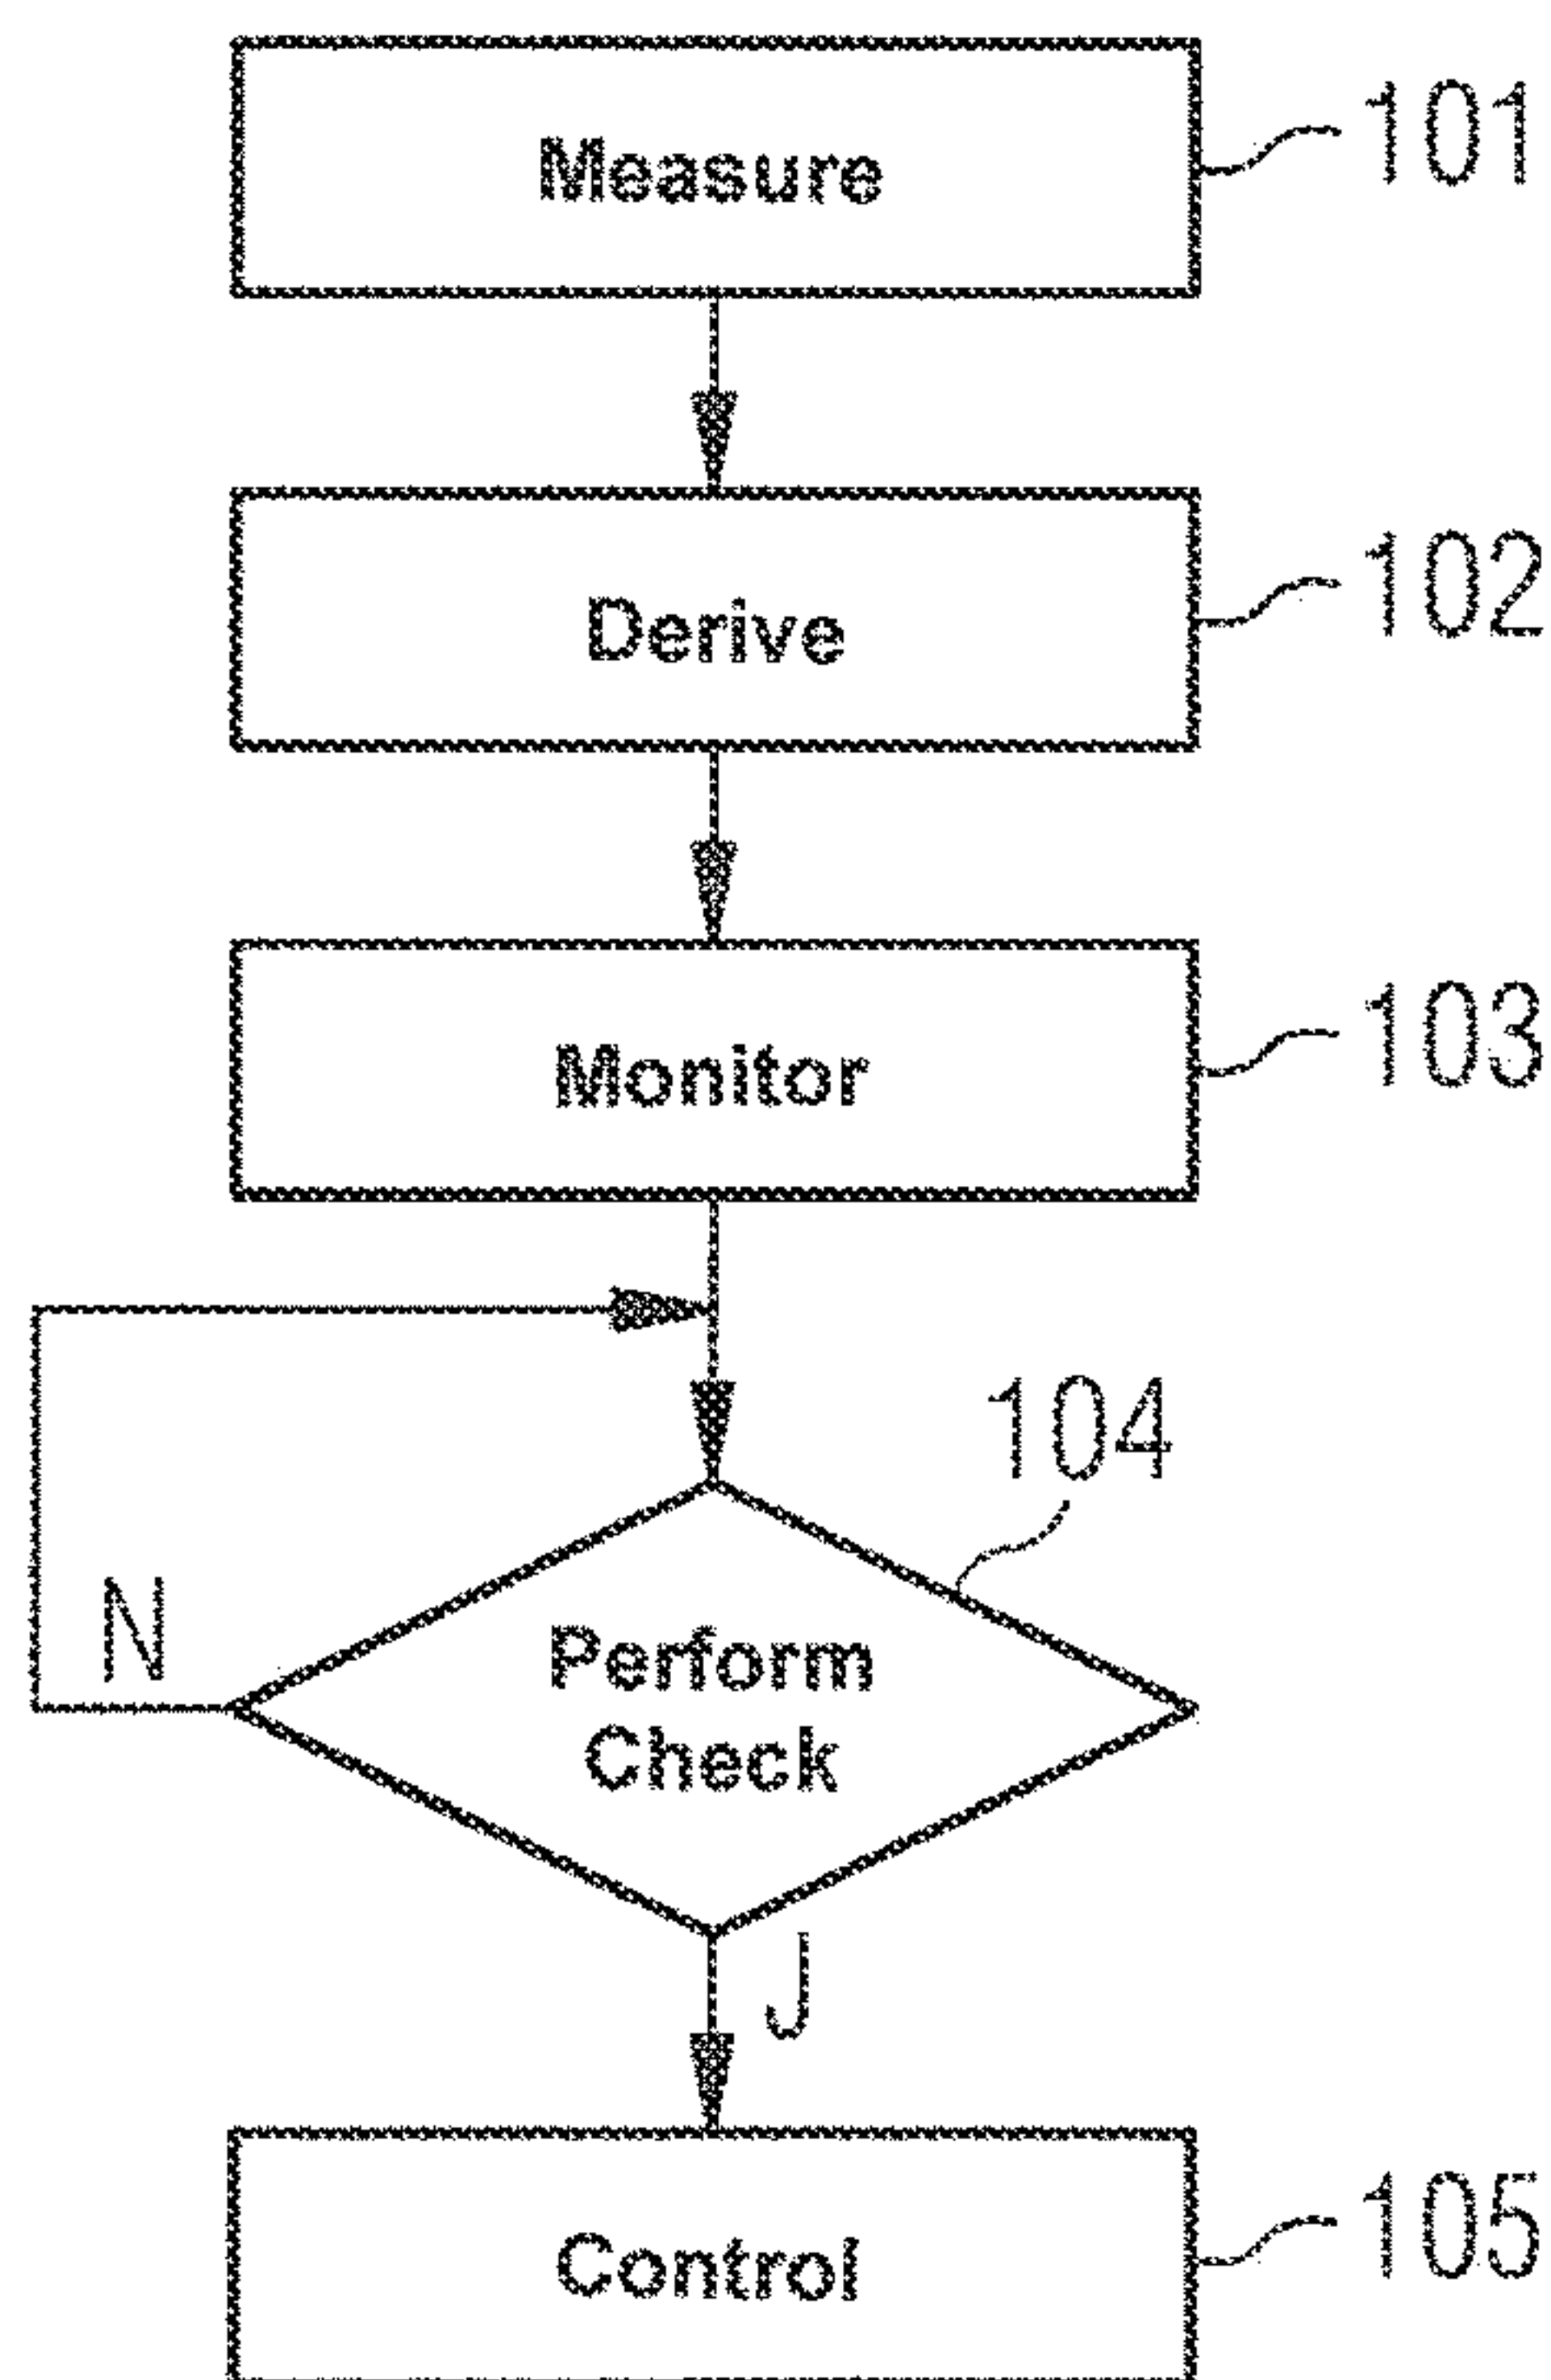 Measure
101
Derive
102
Monitor
103
104
N
Perform
Check
J
Control
105